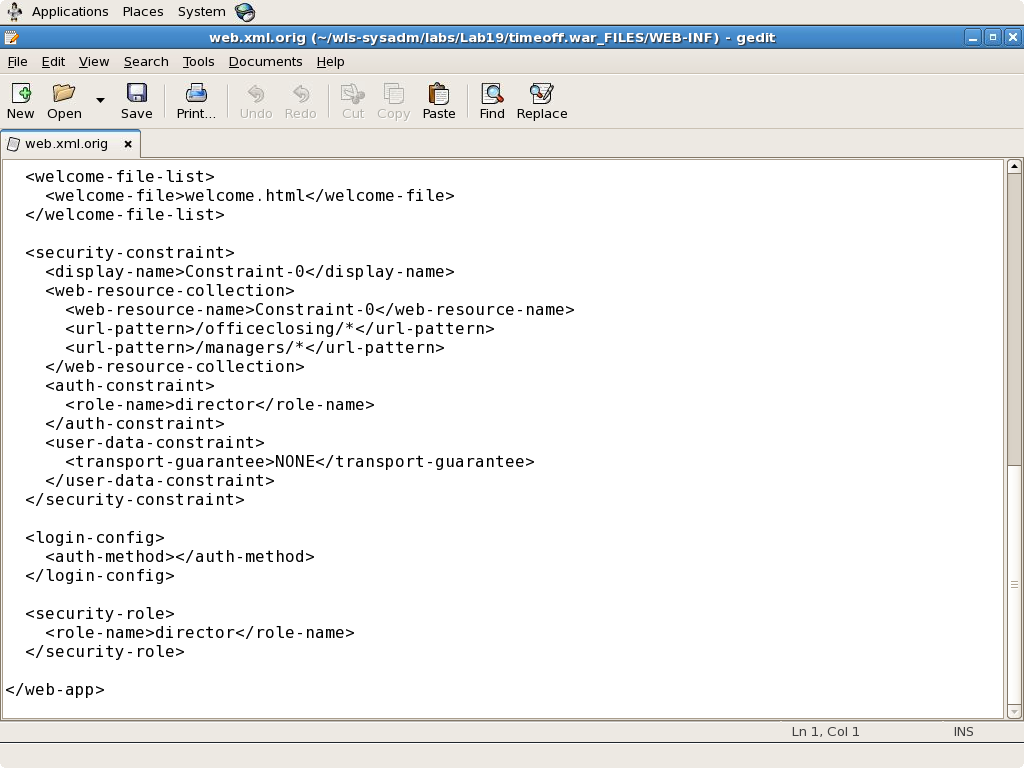 Applications Places System
web.xml.orig (~/wls-sysadm/labs/Lab19/timeoff.war_FILES/WEB-INF) - gedit
File Edit View Search Tools Documents Help
New Open Save Print... Undo Redo Cut Copy Paste Find Replace
web.xml.orig
  <welcome-file-list>
    <welcome-file>welcome.html</welcome-file>
  </welcome-file-list>

  <security-constraint>
    <display-name>Constraint-0</display-name>
    <web-resource-collection>
      <web-resource-name>Constraint-0</web-resource-name>
      <url-pattern>/officeclosing/*</url-pattern>
      <url-pattern>/managers/*</url-pattern>
    </web-resource-collection>
    <auth-constraint>
      <role-name>director</role-name>
    </auth-constraint>
    <user-data-constraint>
      <transport-guarantee>NONE</transport-guarantee>
    </user-data-constraint>
  </security-constraint>

  <login-config>
    <auth-method></auth-method>
  </login-config>

  <security-role>
    <role-name>director</role-name>
  </security-role>

</web-app>
Ln 1, Col 1 INS